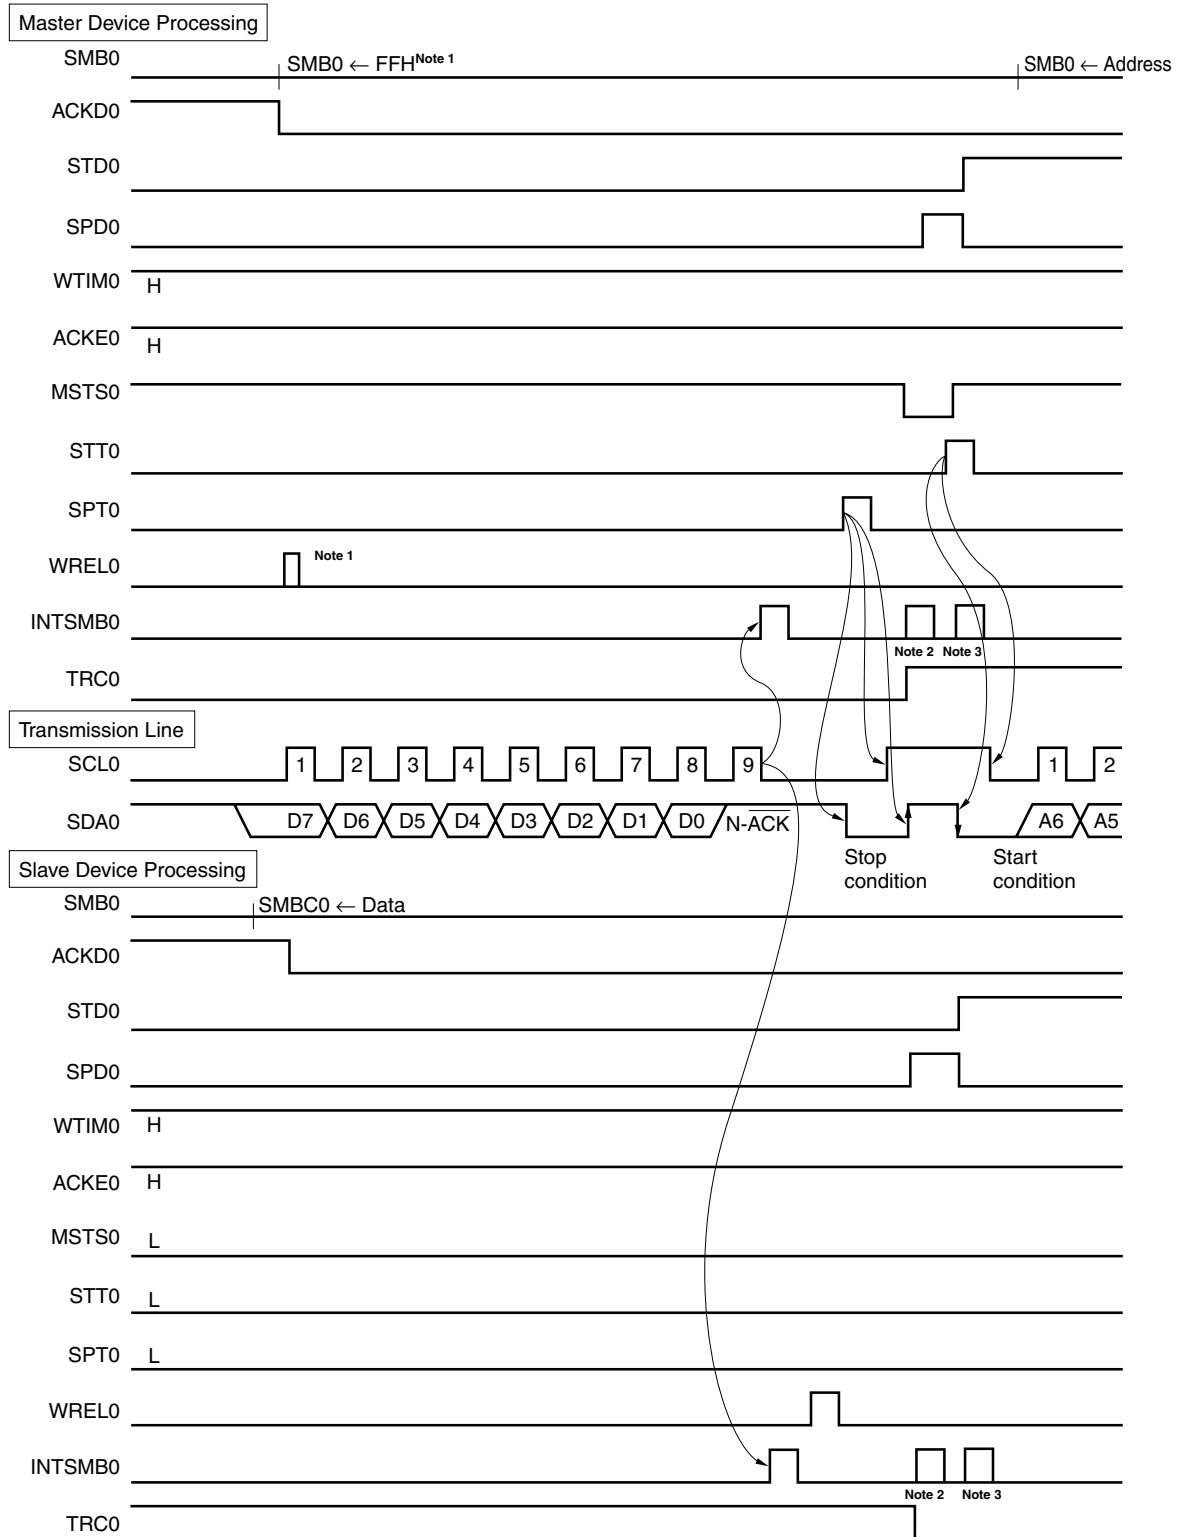 Master Device Processing
SMB0
SMB0 ← FFH Note 1
SMB0 ← Address
ACKD0
STD0
SPD0
WTIM0
H
ACKE0
H
MSTS0
STT0
SPT0
WREL0
Note 1
INTSMB0
Note 2
Note 3
TRC0
Transmission Line
SCL0
1 2 3 4 5 6 7 8 9 1 2
SDA0
D7 D6 D5 D4 D3 D2 D1 D0 N-ACK A6 A5
Stop
condition
Start
condition
Slave Device Processing
SMB0
SMBC0 ← Data
ACKD0
STD0
SPD0
WTIM0
H
ACKE0
H
MSTS0
L
STT0
L
SPT0
L
WREL0
INTSMB0
Note 2
Note 3
TRC0